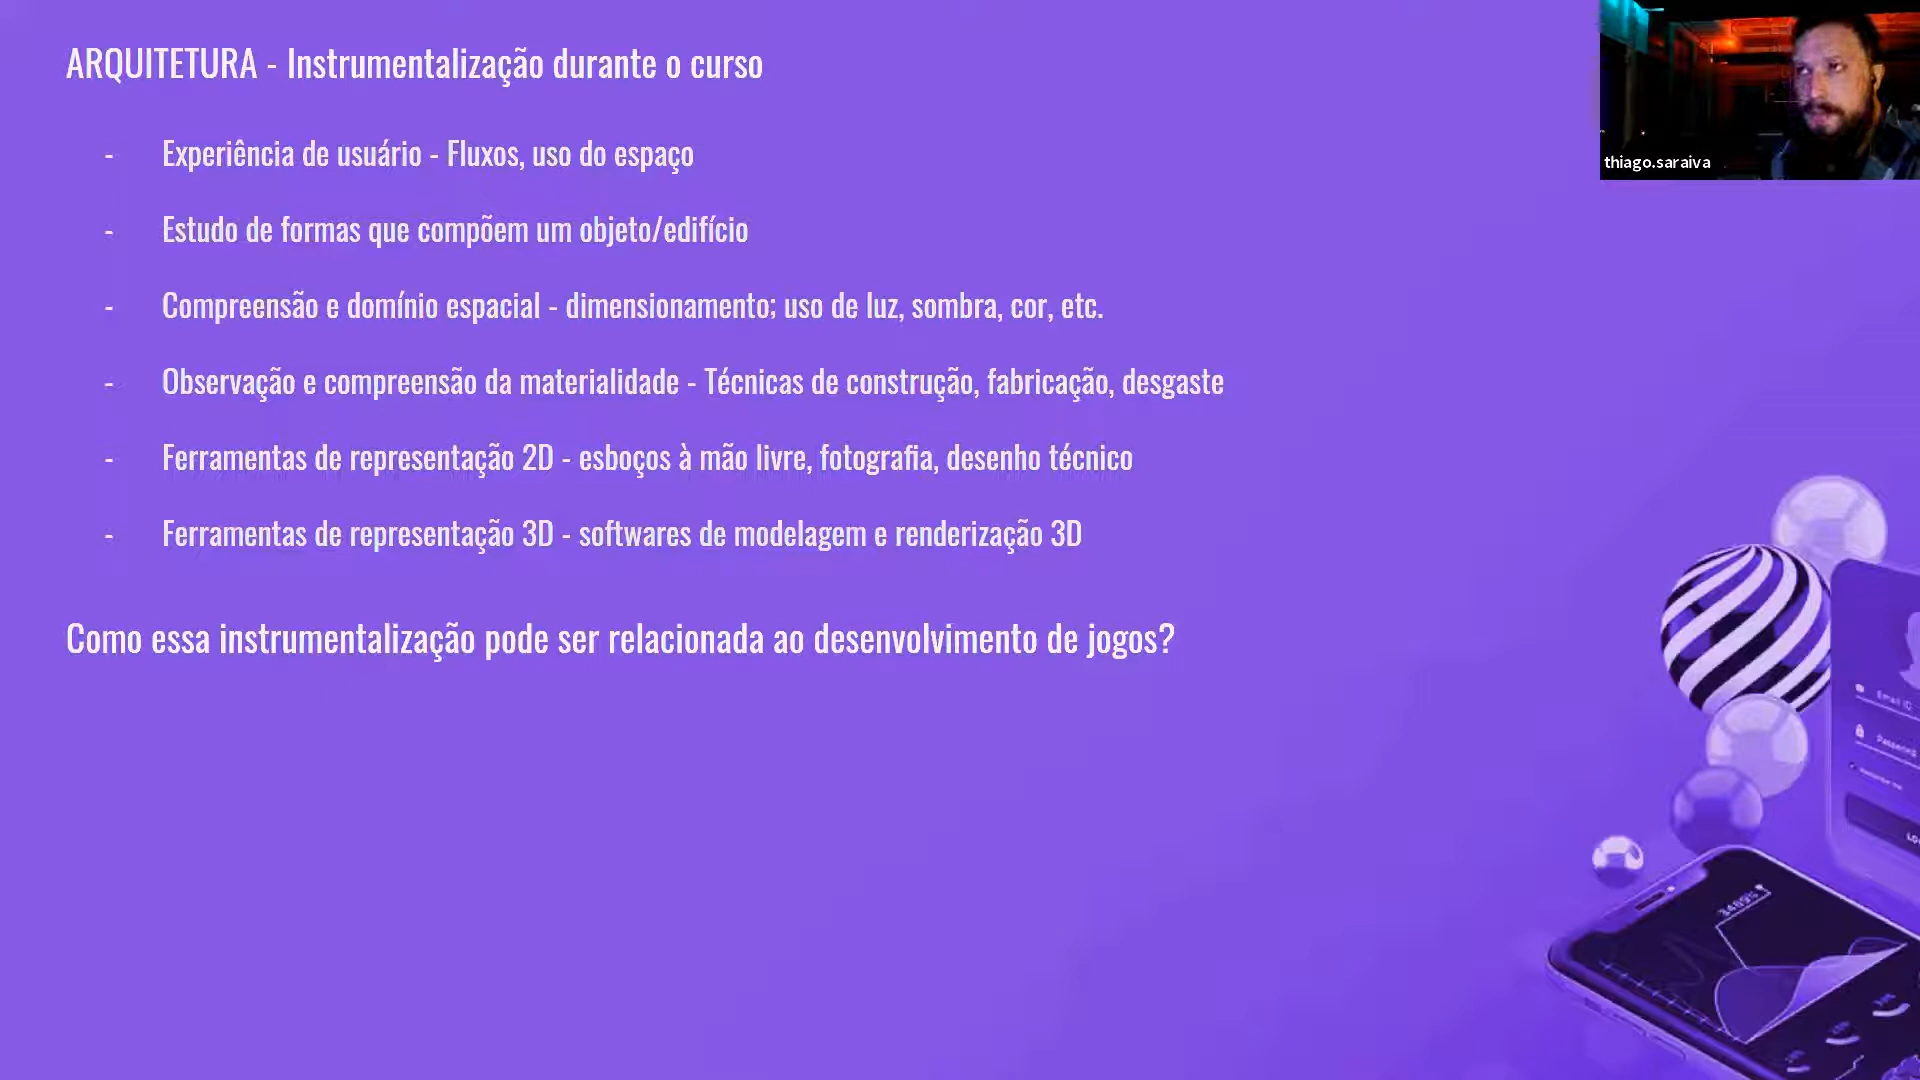 ARQUITETURA - Instrumentalização durante o curso
- Experiência de usuário - Fluxos, uso do espaço
- Estudo de formas que compõem um objeto/edifício
- Compreensão e domínio espacial - dimensionamento; uso de luz, sombra, cor, etc.
- Observação e compreensão da materialidade - Técnicas de construção, fabricação, desgaste
- Ferramentas de representação 2D - esboços à mão livre, fotografia, desenho técnico
- Ferramentas de representação 3D - softwares de modelagem e renderização 3D
Como essa instrumentalização pode ser relacionada ao desenvolvimento de jogos?
thiago.saraiva
Email ID
Password